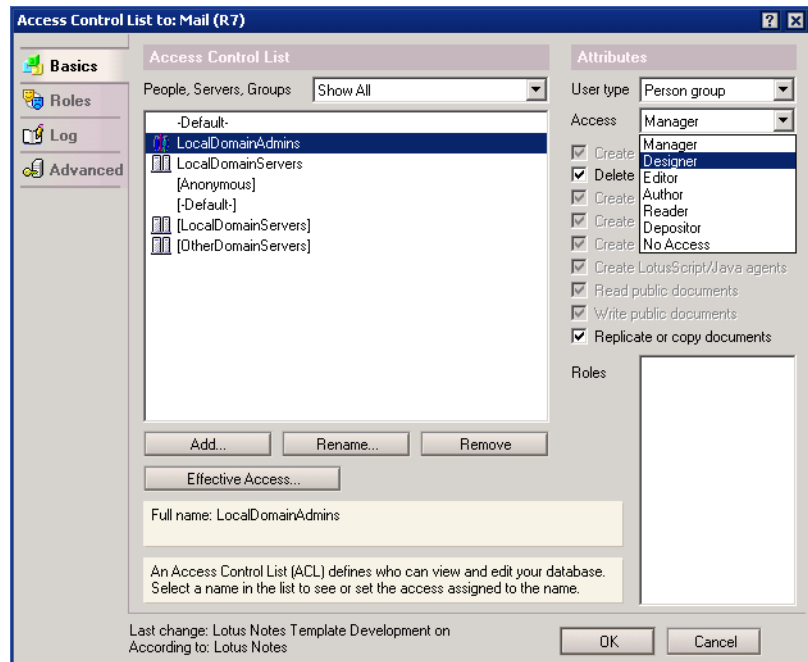 Access Control List to: Mail (R7)
Basics
Roles
Log
Advanced
Access Control List
People, Servers, Groups
Show All
-Default-
LocalDomainAdmins
LocalDomainServers
[Anonymous]
[-Default-]
[LocalDomainServers]
[OtherDomainServers]
Add...
Rename...
Remove
Effective Access...
Full name: LocalDomainAdmins
An Access Control List (ACL) defines who can view and edit your database.
Select a name in the list to see or set the access assigned to the name.
Attributes
User type
Person group
Access
Manager
Manager
Designer
Editor
Author
Reader
Depositor
No Access
Create
Delete
Create
Create
Create
Create LotusScript/Java agents
Read public documents
Write public documents
Replicate or copy documents
Roles
Last change: Lotus Notes Template Development on
According to: Lotus Notes
OK
Cancel